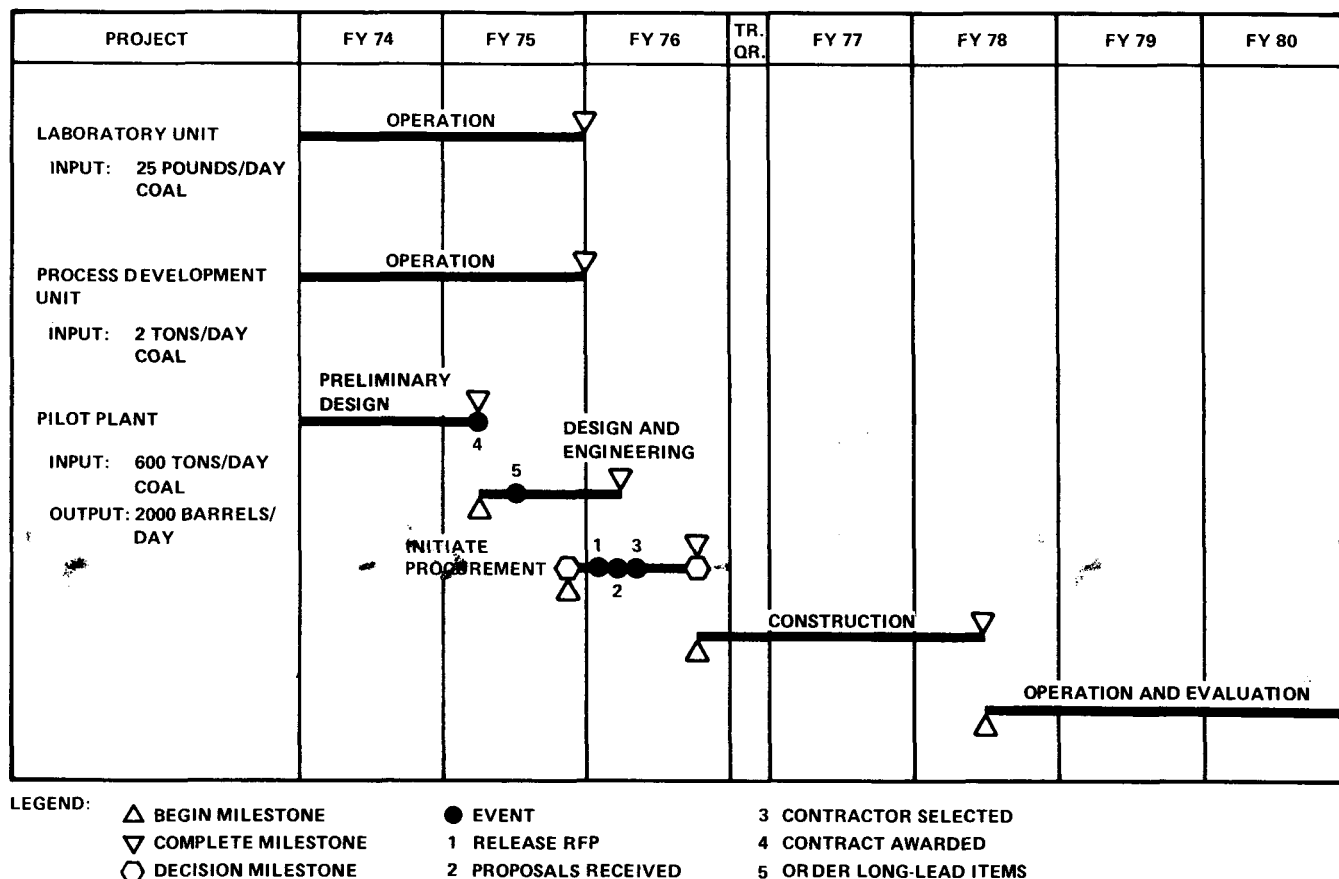 PROJECT FY 74 FY 75 FY 76 TR. QR. FY 77 FY 78 FY 79 FY 80
LABORATORY UNIT
INPUT: 25 POUNDS/DAY
COAL
OPERATION
PROCESS DEVELOPMENT
UNIT
INPUT: 2 TONS/DAY
COAL
OPERATION
PILOT PLANT
INPUT: 600 TONS/DAY
COAL
OUTPUT: 2000 BARRELS/
DAY
PRELIMINARY
DESIGN
4
DESIGN AND
ENGINEERING
5
INITIATE
PROCUREMENT
1 3
2
CONSTRUCTION
OPERATION AND EVALUATION
LEGEND:
BEGIN MILESTONE
COMPLETE MILESTONE
DECISION MILESTONE
EVENT
1 RELEASE RFP
2 PROPOSALS RECEIVED
3 CONTRACTOR SELECTED
4 CONTRACT AWARDED
5 ORDER LONG-LEAD ITEMS